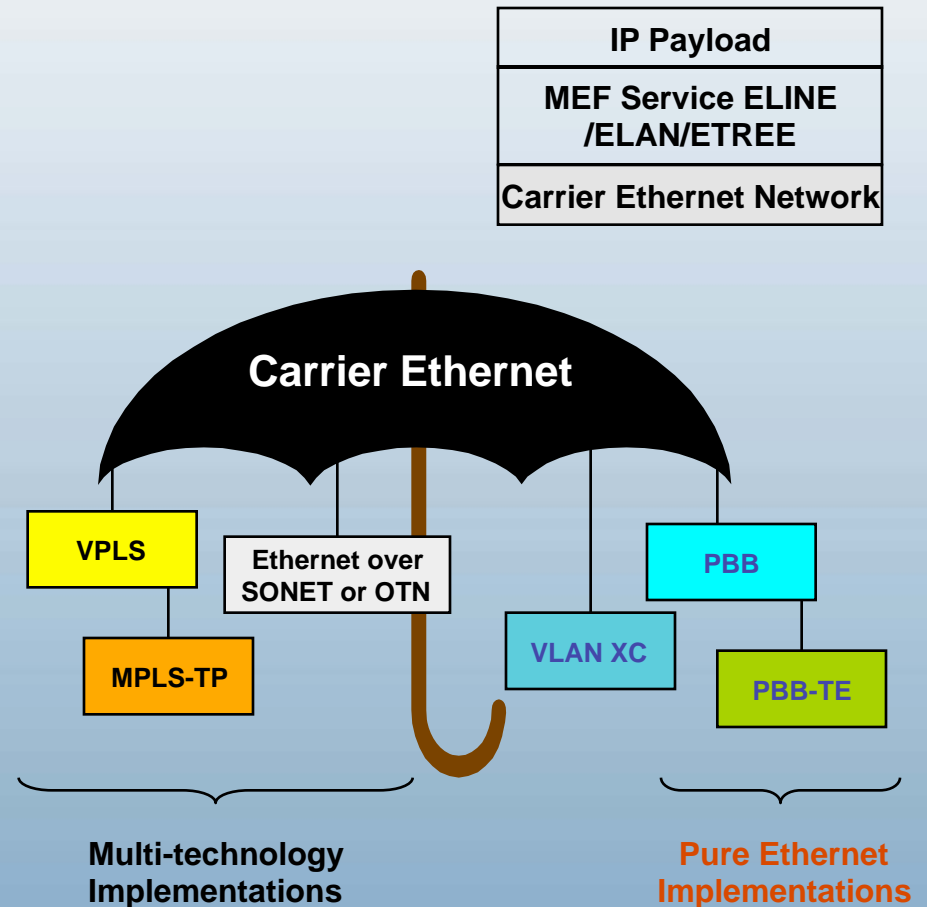 IP Payload
MEF Service ELINE
/ELAN/ETREE
Carrier Ethernet Network
Carrier Ethernet
VPLS
Ethernet over
SONET or OTN
PBB
VLAN XC
MPLS-TP
PBB-TE
Multi-technology
Implementations
Pure Ethernet
Implementations